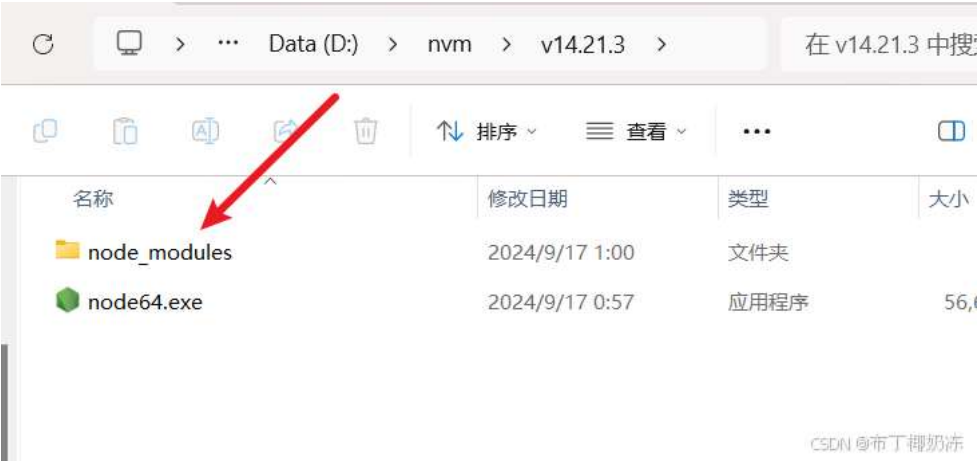 ··· Data (D:) > nvm > v14.21.3 > 在 v14.21.3 中搜
排序 查看 ···
名称 修改日期 类型 大小
node_modules 2024/9/17 1:00 文件夹
node64.exe 2024/9/17 0:57 应用程序 56,
CSDN @布丁椰奶冻